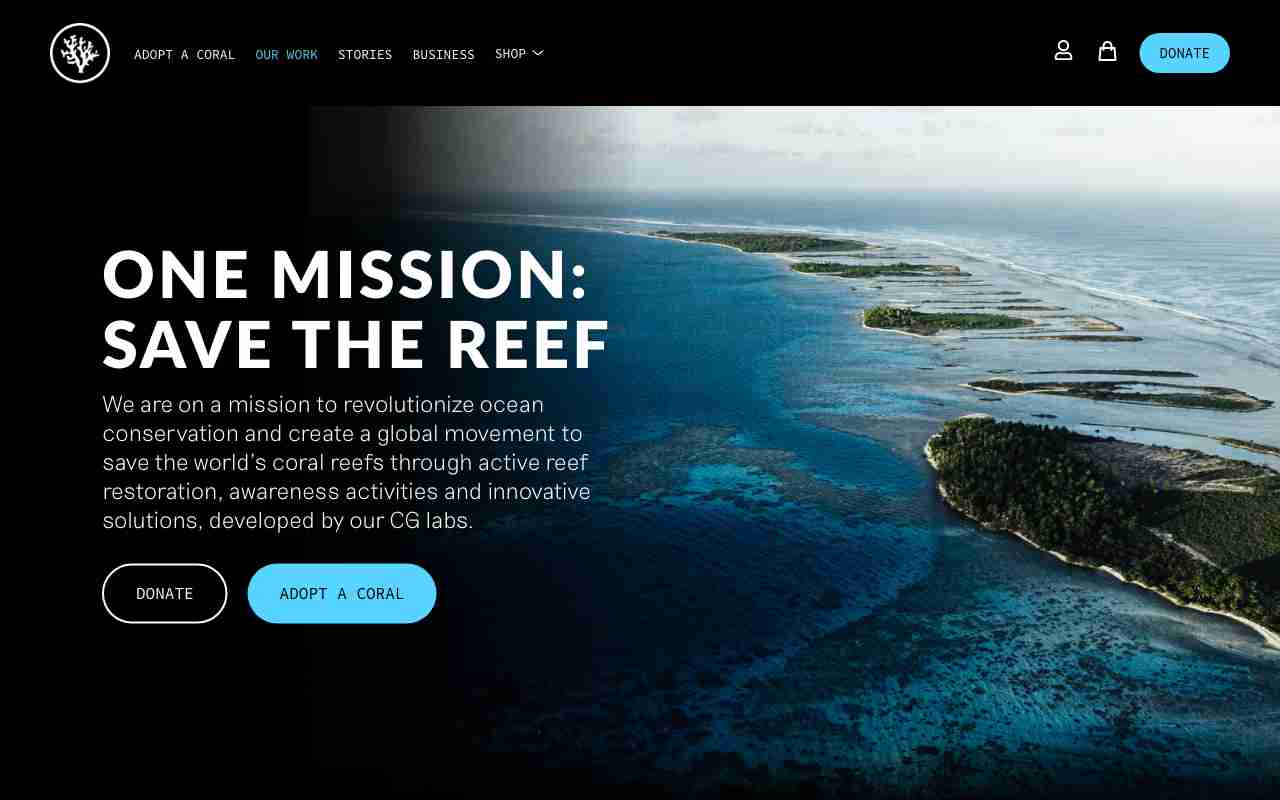 ADOPT A CORAL
OUR WORK
STORIES
BUSINESS
SHOP
DONATE
ONE MISSION:
SAVE THE REEF
We are on a mission to revolutionize ocean
conservation and create a global movement to
save the world's coral reefs through active reef
restoration, awareness activities and innovative
solutions, developed by our CG labs.
DONATE
ADOPT A CORAL